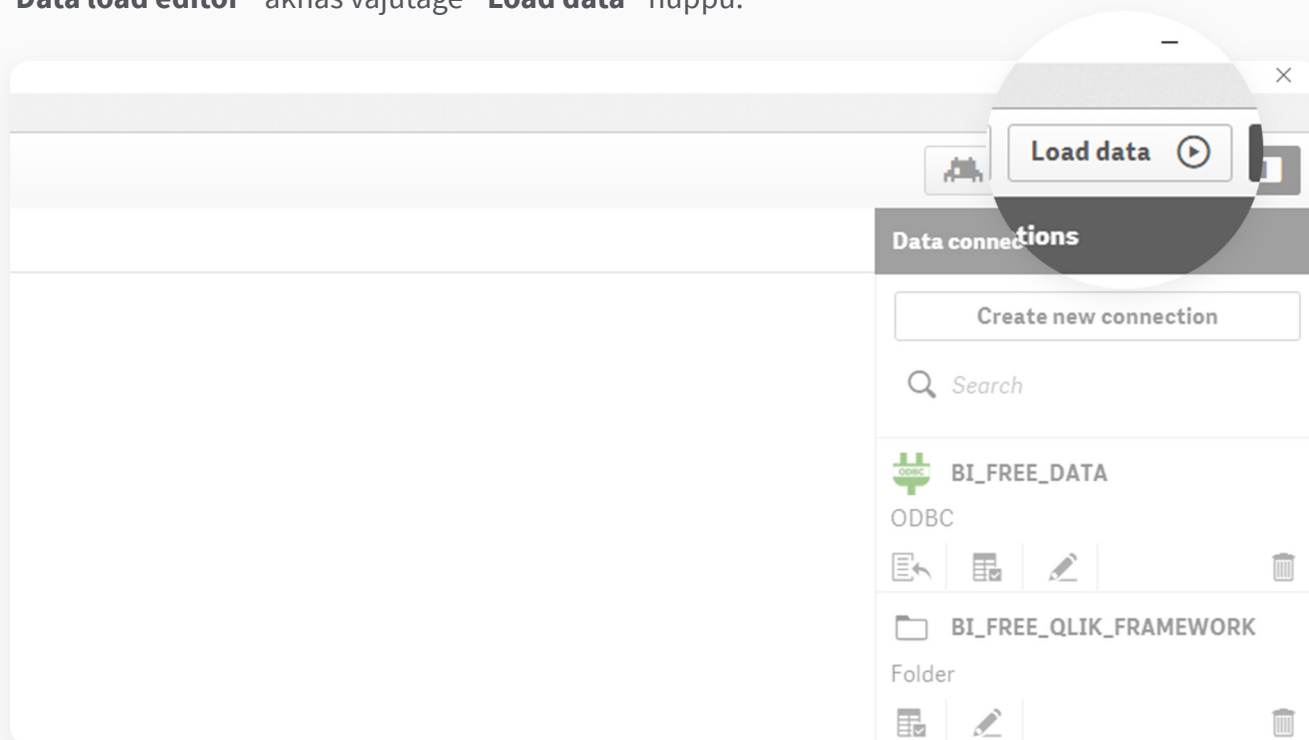 "Data load editor" aknas vajutage "Load data" nuppu.
Load data
Data connections
Create new connection
Search
ODBC
BI_FREE_DATA
ODBC
BI_FREE_QLIK_FRAMEWORK
Folder